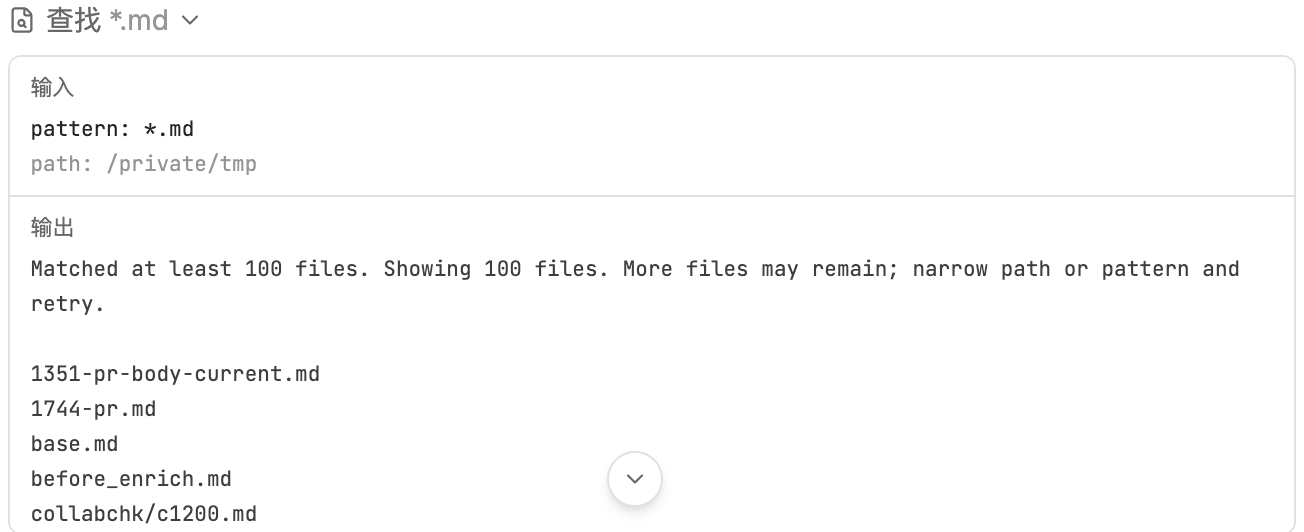 查找 *.md
输入
pattern: *.md
path: /private/tmp
输出
Matched at least 100 files. Showing 100 files. More files may remain; narrow path or pattern and
retry.
1351-pr-body-current.md
1744-pr.md
base.md
before_enrich.md
collabchk/c1200.md